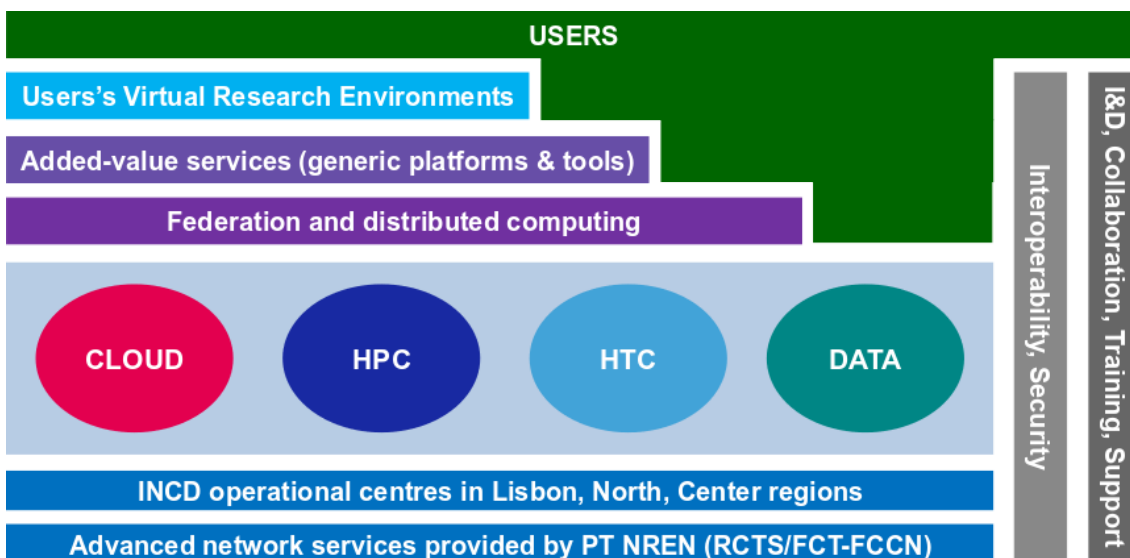 USERS
Users's Virtual Research Environments
Added-value services (generic platforms & tools)
Federation and distributed computing
CLOUD
HPC
HTC
DATA
INCD operational centres in Lisbon, North, Center regions
Advanced network services provided by PT NREN (RCTS/FCT-FCCN)
Interoperability, Security
I&D, Collaboration, Training, Support